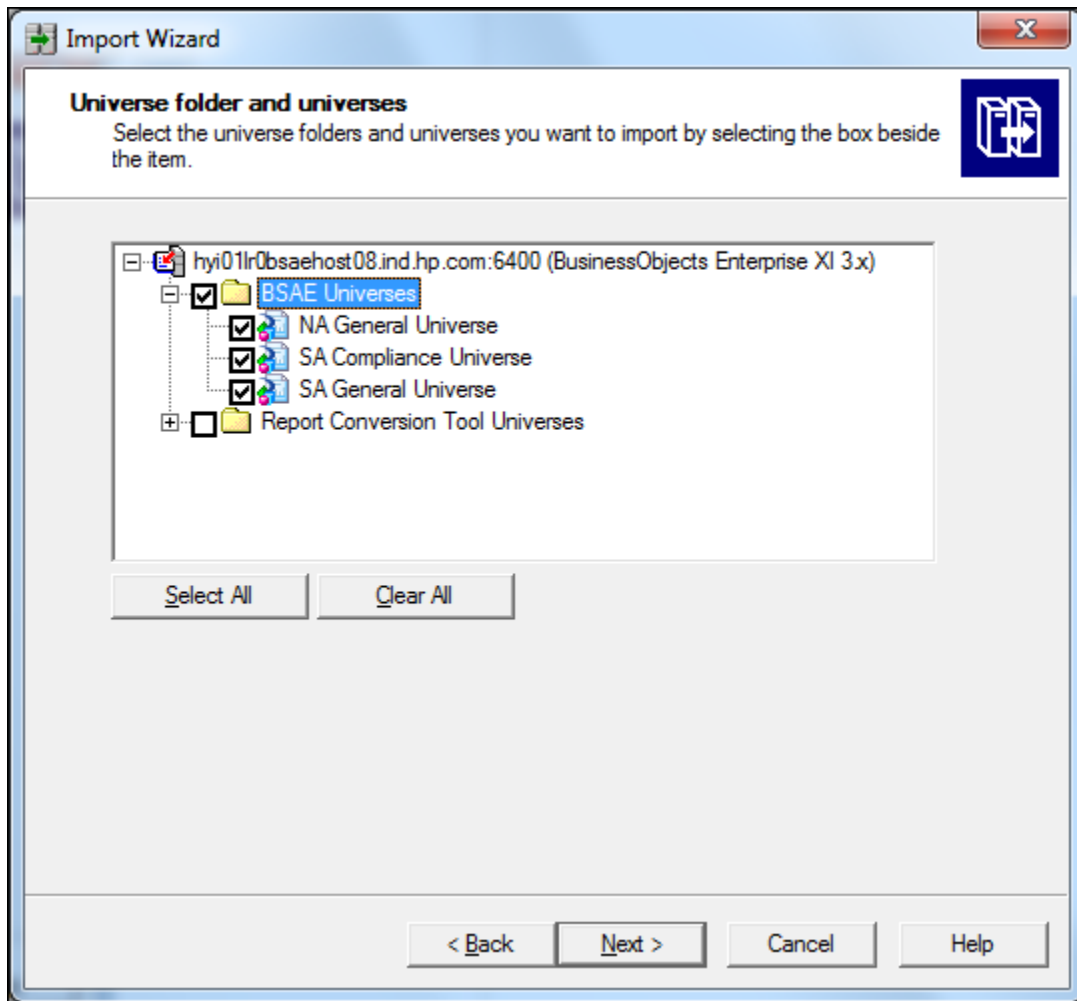 Import Wizard
Universe folder and universes
Select the universe folders and universes you want to import by selecting the box beside
the item.
hyi01lr0bsaehost08.ind.hp.com:6400 (BusinessObjects Enterprise XI 3.x)
BSAE Universes
NA General Universe
SA Compliance Universe
SA General Universe
Report Conversion Tool Universes
Select All
Clear All
< Back
Next >
Cancel
Help